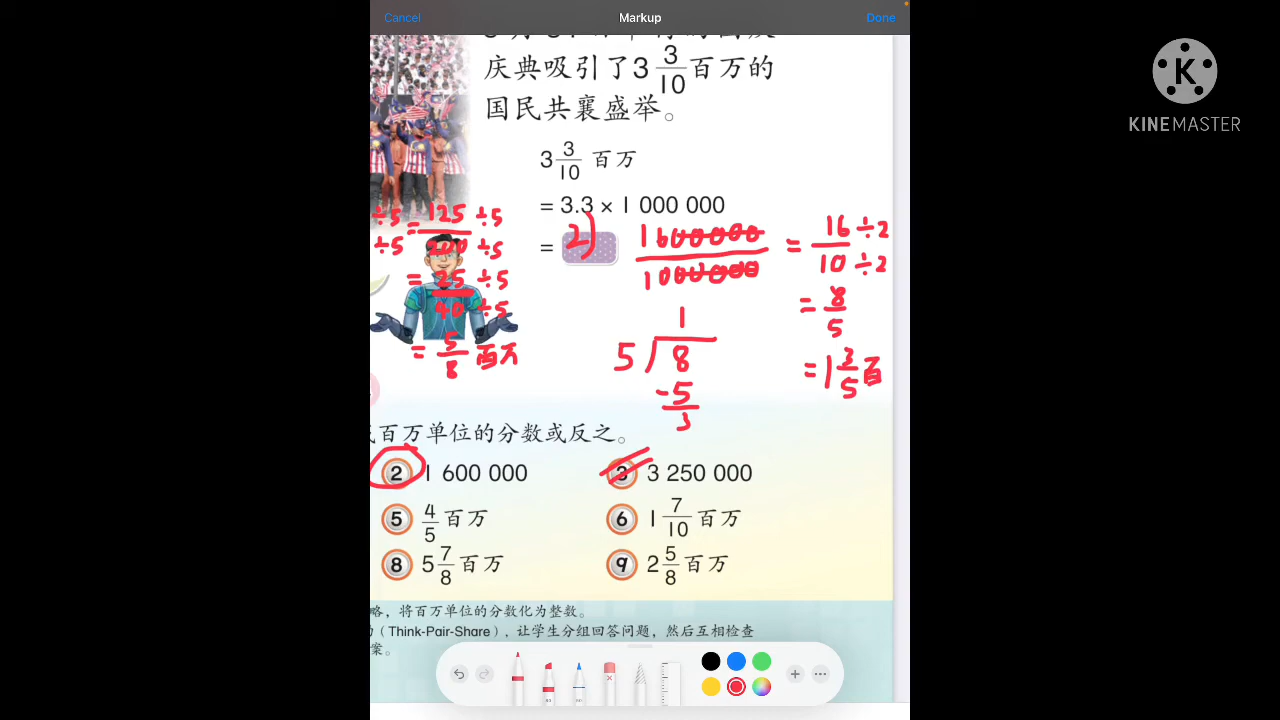 Cancel
Markup
Done
K
KINEMASTER
庆典吸引了3 3/10 百万的
国民共襄盛举。
3 3/10 百万
= 3.3 × 1 000 000
=
÷5 = 125/200 ÷5
÷5 ÷5
= 25/40 ÷5
÷5
= 5/8 百万
2) 1600000/1000000 = 16/10 ÷2
÷2
= 8/5
= 1 3/5 百
1
5 8
-5
3
百万单位的分数或反之。
2 1 600 000
3 3 250 000
5 4/5 百万
6 1 7/10 百万
8 5 7/8 百万
9 2 5/8 百万
略，将百万单位的分数化为整数。
（Think-Pair-Share），让学生分组回答问题，然后互相检查
案。